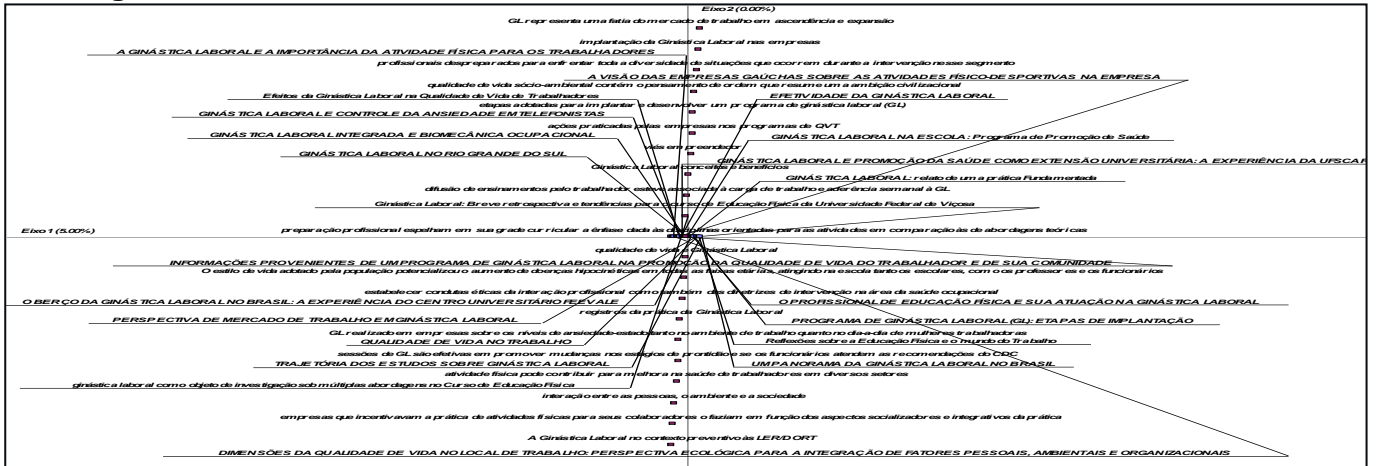 Eixo 2 (0.00%)
GL representa uma fatia do mercado de trabalho em ascendência e expansão
implantação da Ginástica Laboral nas empresas
A GINÁSTICA LABORAL E A IMPORTÂNCIA DA ATIVIDADE FÍSICA PARA OS TRABALHADORES
profissionais despreparados para enfrentar toda a diversidade de situações que ocorrem durante a intervenção nesse segmento
A VISÃO DAS EMPRESAS GAÚCHAS SOBRE AS ATIVIDADES FÍSICO-DESPORTIVAS NA EMPRESA
qualidade de vida sócio-ambiental contém o pensamento de ordem que resume um a ambição civilizacional
Efeitos da Ginástica Laboral na Qualidade de Vida de Trabalhadores
EFETIVIDADE DA GINÁSTICA LABORAL
etapas adotadas para implantar e desenvolver um programa de ginástica laboral (GL)
GINÁSTICA LABORAL E CONTROLE DA ANSIEDADE EM TELEFONISTAS
ações praticadas pelas empresas nos programas de QVT
GINÁSTICA LABORAL INTEGRADA E BIOMECÂNICA OCUPACIONAL
GINÁSTICA LABORAL NA ESCOLA: Programa de Promoção de Saúde
viés empreendedor
GINÁSTICA LABORAL NO RIO GRANDE DO SUL
GINÁSTICA LABORAL E PROMOÇÃO DA SAÚDE COMO EXTENSÃO UNIVERSITÁRIA: A EXPERIÊNCIA DA UFSCAR
Ginástica Laboral conceitos e benefícios
GINÁSTICA LABORAL: relato de uma prática Fundamentada
difusão de ensinamentos pelo trabalhador esteve associada à carga de trabalho e aderência semanal à GL
Ginástica Laboral: Breve retrospectiva e tendências para o curso de Educação Física da Universidade Federal de Viçosa
Eixo 1 (5.00%)
preparação profissional espelham em sua grade curricular a ênfase dada às disciplinas orientadas para as atividades em comparação às de abordagens teóricas
qualidade de vida e Ginástica Laboral
INFORMAÇÕES PROVENIENTES DE UM PROGRAMA DE GINÁSTICA LABORAL NA PROMOÇÃO DA QUALIDADE DE VIDA DO TRABALHADOR E DE SUA COMUNIDADE
O estilo de vida adotado pela população potencializou o aumento de doenças hipocinéticas em todas as faixas etárias, atingindo na escola tanto os escolares, como os professores e os funcionários
estabelecer condutas éticas da interação profissional como também das diretrizes de intervenção na área da saúde ocupacional
O BERÇO DA GINÁSTICA LABORAL NO BRASIL: A EXPERIÊNCIA DO CENTRO UNIVERSITÁRIO FEEVALE
O PROFISSIONAL DE EDUCAÇÃO FÍSICA E SUA ATUAÇÃO NA GINÁSTICA LABORAL
registros da prática da Ginástica Laboral
PERSPECTIVA DE MERCADO DE TRABALHO EM GINÁSTICA LABORAL
PROGRAMA DE GINÁSTICA LABORAL (GL): ETAPAS DE IMPLANTAÇÃO
GL realizado em empresas sobre os níveis de ansiedade-estado tanto no ambiente de trabalho quanto no dia-a-dia de mulheres trabalhadoras
QUALIDADE DE VIDA NO TRABALHO
Reflexões sobre a Educação Física e o mundo do Trabalho
sessões de GL são efetivas em promover mudanças nos estágios de prontidão e se os funcionários atendem as recomendações do CDC
TRAJETÓRIA DOS ESTUDOS SOBRE GINÁSTICA LABORAL
UM PANORAMA DA GINÁSTICA LABORAL NO BRASIL
atividade física pode contribuir para melhora na saúde de trabalhadores em diversos setores
ginástica laboral como objeto de investigação sob múltiplas abordagens no Curso de Educação Física
interação entre as pessoas, o ambiente e a sociedade
empresas que incentivavam a prática de atividades físicas para seus colaboradores o faziam em função dos aspectos socializadores e integrativos da prática
A Ginástica Laboral no contexto preventivo às LER/DORT
DIMENSÕES DA QUALIDADE DE VIDA NO LOCAL DE TRABALHO: PERSPECTIVA ECOLÓGICA PARA A INTEGRAÇÃO DE FATORES PESSOAIS, AMBIENTAIS E ORGANIZACIONAIS